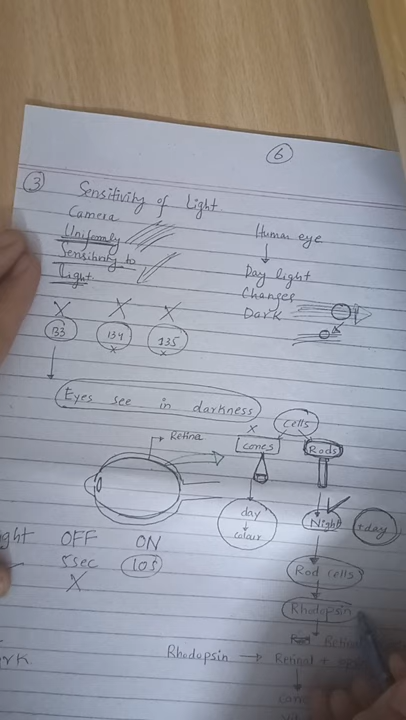 6
3 Sensitivity of Light
Camera
Uniformly
Sensitivity to
Light
Human eye
Day light
Changes
Dark
133 134 135
Eyes see in darkness
Cells
Retina
cones
Rods
day
colour
Night
+day
OFF ON
5sec 10s
Rod cells
Rhodopsin
Rhodopsin → Retinal +